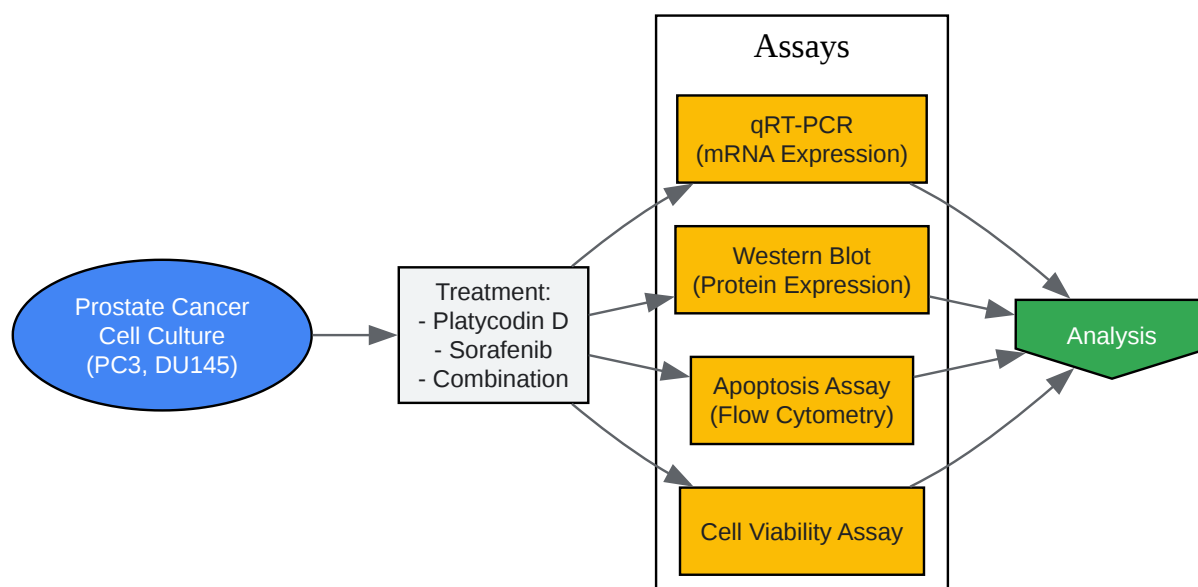 Assays
qRT-PCR
(mRNA Expression)
Western Blot
(Protein Expression)
Prostate Cancer
Cell Culture
(PC3, DU145)
Treatment:
- Platycodin D
- Sorafenib
- Combination
Analysis
Apoptosis Assay
(Flow Cytometry)
Cell Viability Assay